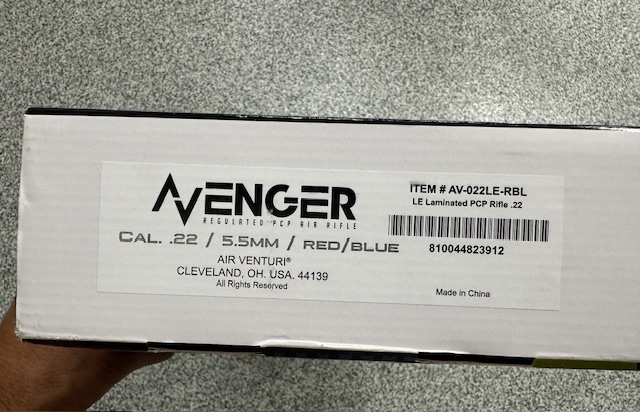 AVENGER
REGULATED PCP AIR RIFLE
CAL. .22 / 5.5MM / RED/BLUE
AIR VENTURI®
CLEVELAND, OH. USA. 44139
All Rights Reserved
ITEM # AV-022LE-RBL
LE Laminated PCP Rifle .22
810044823912
Made in China